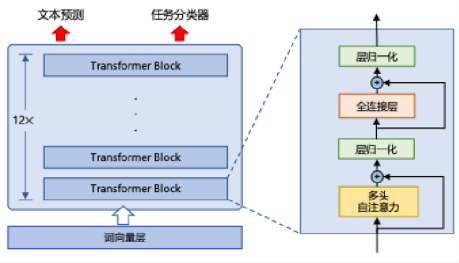 文本预测
任务分类器
Transformer Block
12×
Transformer Block
Transformer Block
词向量层
层归一化
全连接层
层归一化
多头
自注意力